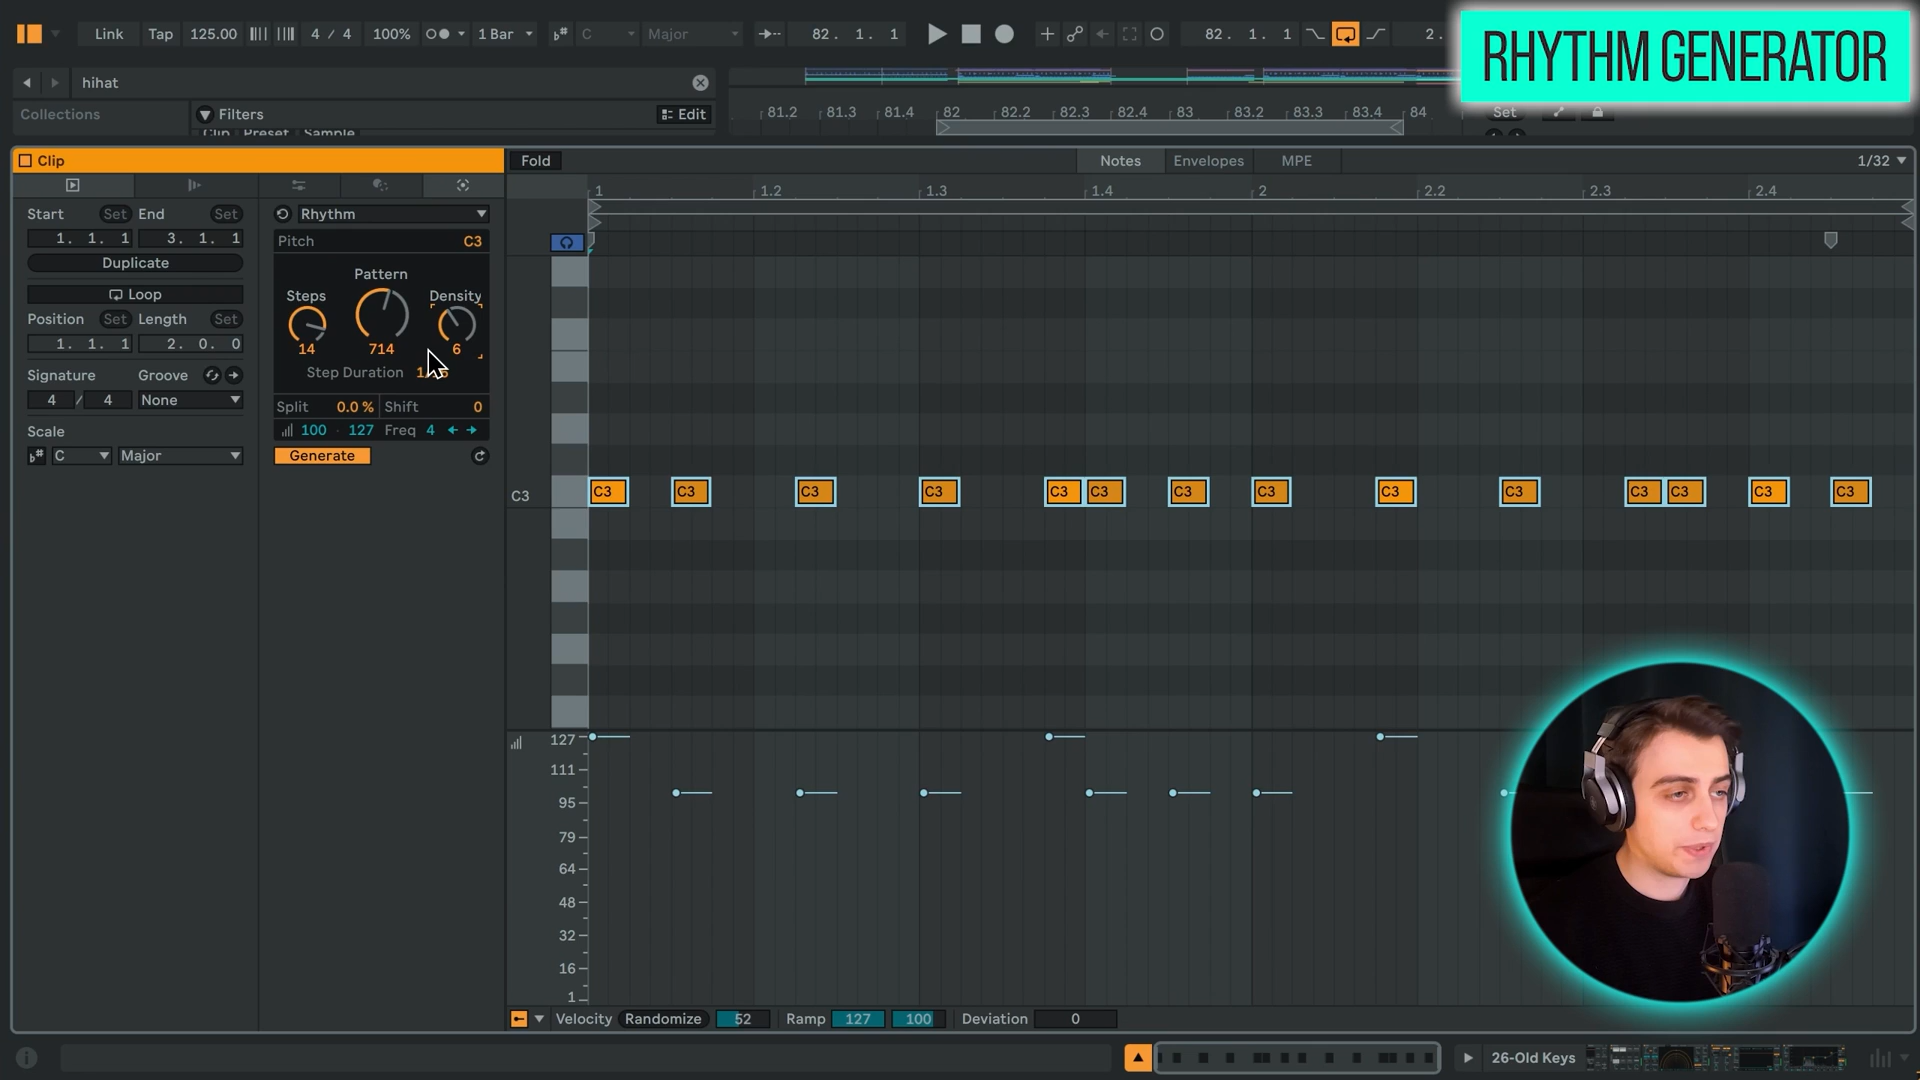 Link Tap 125.00 4 / 4 100% 1 Bar C Major 82. 1. 1 82. 1. 1 2.
RHYTHM GENERATOR
hihat
Collections Filters Edit
Clip Preset Sample
81.2 81.3 81.4 82 82.2 82.3 82.4 83 83.2 83.3 83.4 84 Set
Clip
Fold Notes Envelopes MPE 1/32
1 1.2 1.3 1.4 2 2.2 2.3 2.4
Start Set End Set
1. 1. 1 3. 1. 1
Duplicate
Loop
Position Set Length Set
1. 1. 1 2. 0. 0
Signature Groove
4 / 4 None
Scale
C Major
Rhythm
Pitch C3
Pattern
Steps Density
14 714 6
Step Duration
Split 0.0 % Shift 0
100 - 127 Freq 4
Generate
C3
C3 C3 C3 C3 C3 C3 C3 C3 C3 C3 C3 C3 C3 C3
127
111
95
79
64
48
32
16
1
Velocity Randomize 52 Ramp 127 100 Deviation 0
26-Old Keys